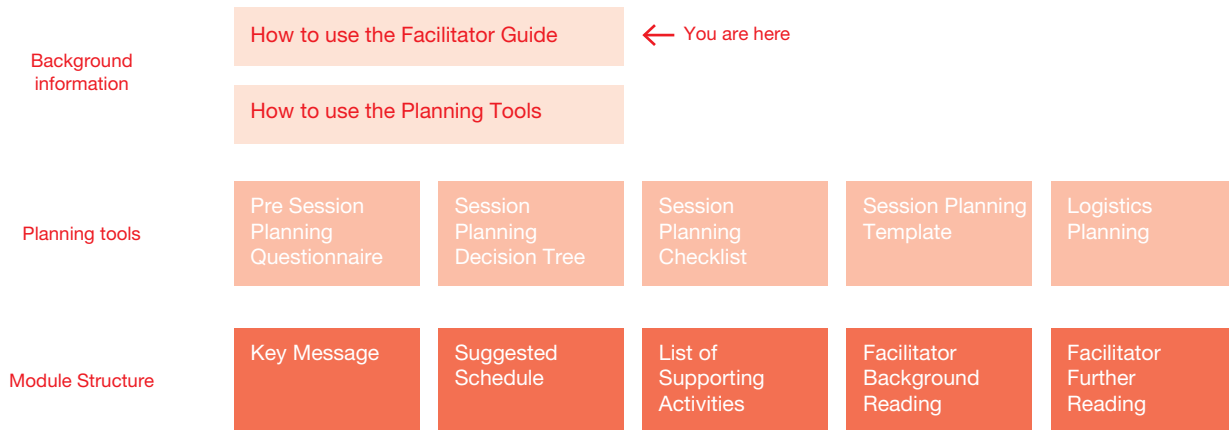 How to use the Facilitator Guide
You are here
Background
information
How to use the Planning Tools
Planning tools
Pre Session
Planning
Questionnaire
Session
Planning
Decision Tree
Session
Planning
Checklist
Session Planning
Template
Logistics
Planning
Module Structure
Key Message
Suggested
Schedule
List of
Supporting
Activities
Facilitator
Background
Reading
Facilitator
Further
Reading